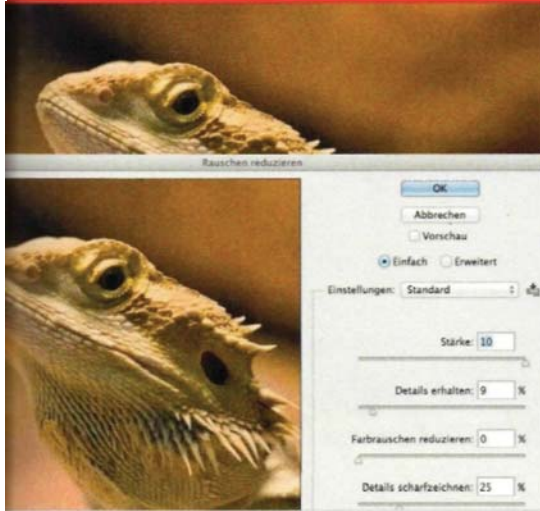 Rauschen reduzieren
OK
Abbrechen
Vorschau
Einfach Erweitert
Einstellungen: Standard
Stärke: 10
Details erhalten: 9 %
Farbrauschen reduzieren: 0 %
Details scharfzeichnen: 25 %